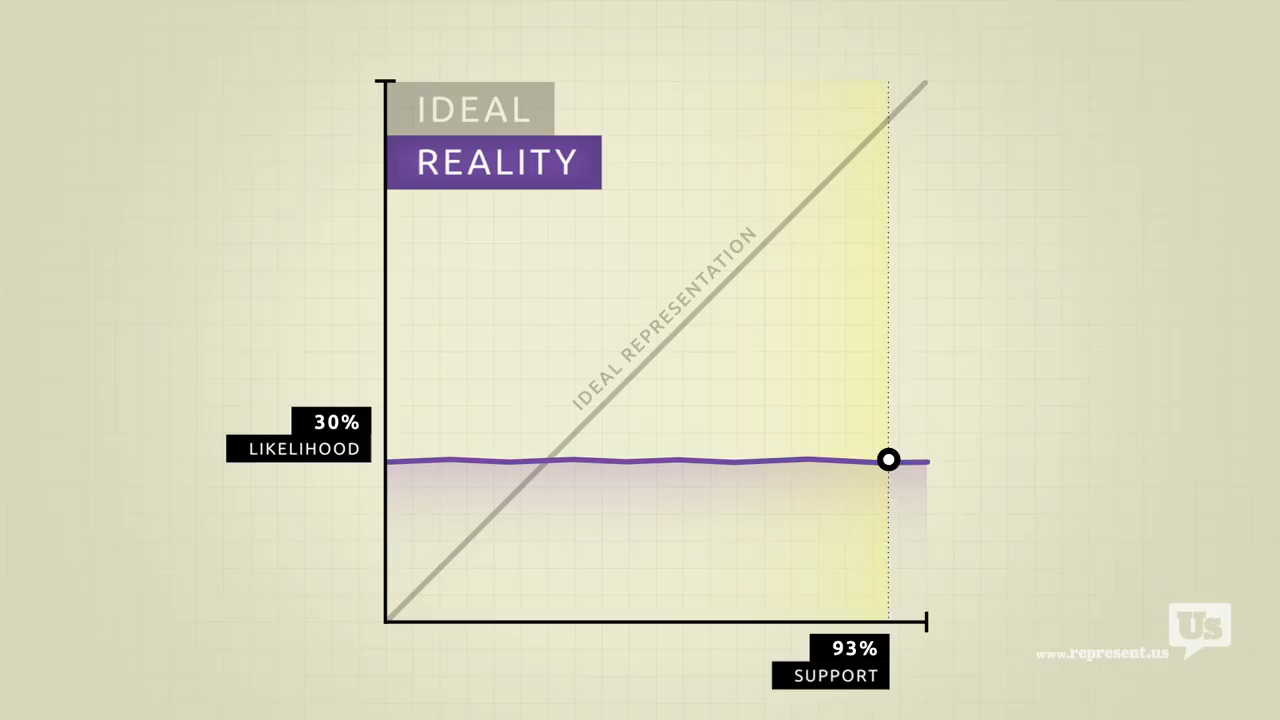 IDEAL
REALITY
IDEAL REPRESENTATION
30%
LIKELIHOOD
93%
SUPPORT
Us
www.represent.us